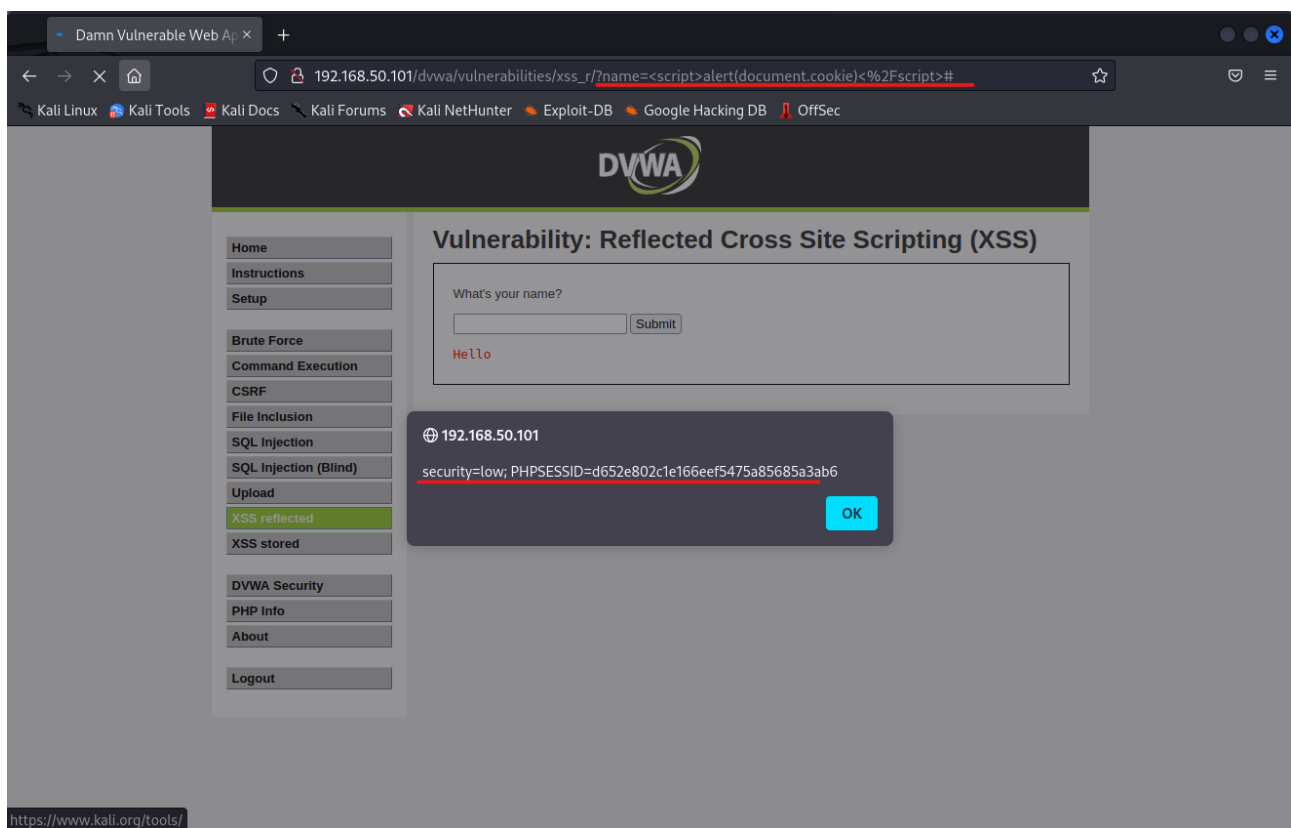 Damn Vulnerable Web Ap
192.168.50.101/dvwa/vulnerabilities/xss_r/?name=<script>alert(document.cookie)<%2Fscript>#
Kali Linux Kali Tools Kali Docs Kali Forums Kali NetHunter Exploit-DB Google Hacking DB OffSec
DVWA
Vulnerability: Reflected Cross Site Scripting (XSS)
Home
Instructions
Setup
Brute Force
Command Execution
CSRF
File Inclusion
SQL Injection
SQL Injection (Blind)
Upload
XSS reflected
XSS stored
DVWA Security
PHP Info
About
Logout
What's your name?
Submit
Hello
192.168.50.101
security=low; PHPSESSID=d652e802c1e166eef5475a85685a3ab6
OK
https://www.kali.org/tools/